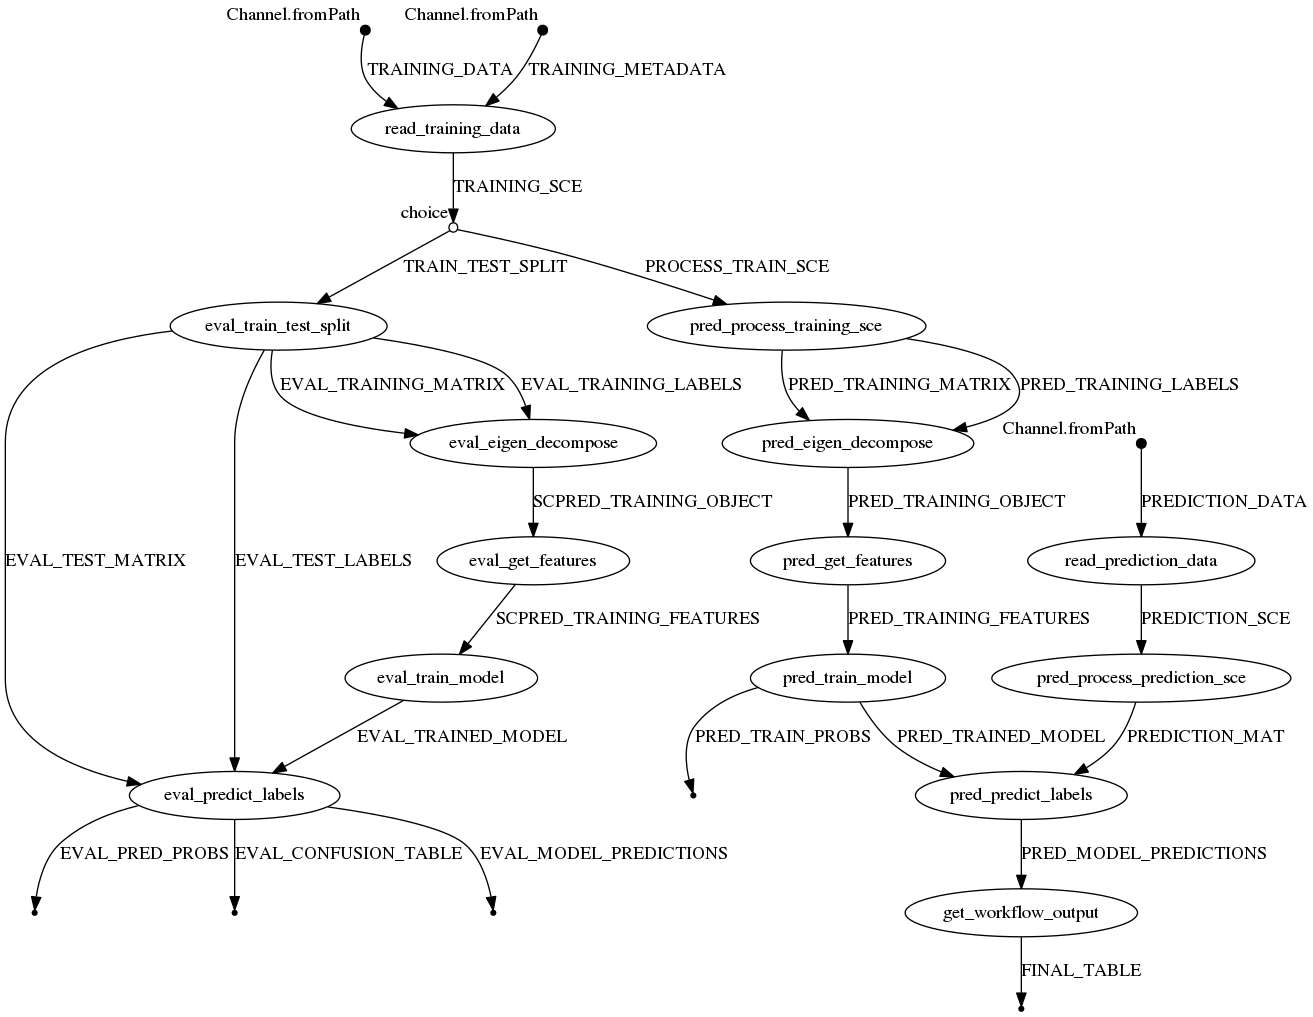 Channel.fromPath
Channel.fromPath
TRAINING_DATA
TRAINING_METADATA
read_training_data
TRAINING_SCE
choice
TRAIN_TEST_SPLIT
PROCESS_TRAIN_SCE
eval_train_test_split
pred_process_training_sce
EVAL_TRAINING_MATRIX
EVAL_TRAINING_LABELS
PRED_TRAINING_MATRIX
PRED_TRAINING_LABELS
Channel.fromPath
eval_eigen_decompose
pred_eigen_decompose
SCPRED_TRAINING_OBJECT
PRED_TRAINING_OBJECT
PREDICTION_DATA
EVAL_TEST_MATRIX
EVAL_TEST_LABELS
eval_get_features
pred_get_features
read_prediction_data
SCPRED_TRAINING_FEATURES
PRED_TRAINING_FEATURES
PREDICTION_SCE
eval_train_model
pred_train_model
pred_process_prediction_sce
EVAL_TRAINED_MODEL
PRED_TRAIN_PROBS
PRED_TRAINED_MODEL
PREDICTION_MAT
eval_predict_labels
pred_predict_labels
EVAL_PRED_PROBS
EVAL_CONFUSION_TABLE
EVAL_MODEL_PREDICTIONS
PRED_MODEL_PREDICTIONS
get_workflow_output
FINAL_TABLE